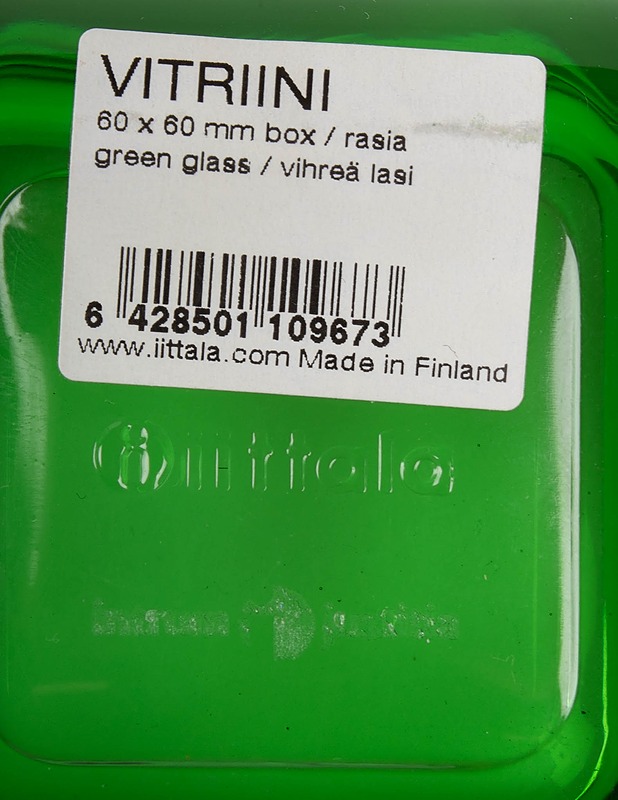 VITRIINI
60 x 60 mm box / rasia
green glass / vihreä lasi
6 428501 109673
www.iittala.com Made in Finland
i iittala